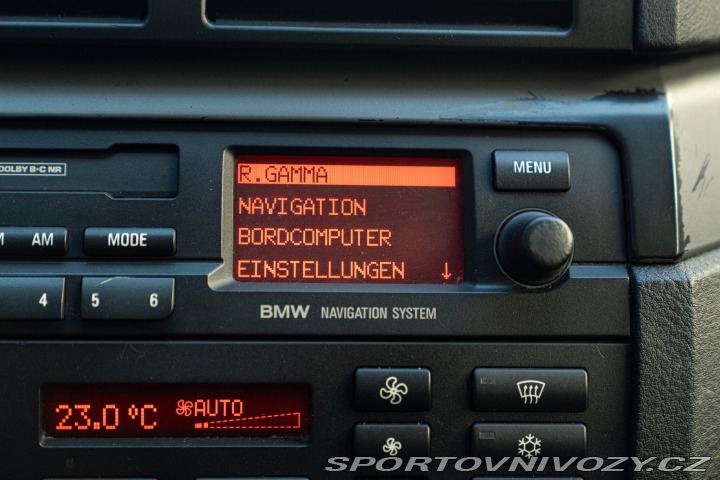 DOLBY B-C NR
R.GAMMA
MENU
NAVIGATION
BORDCOMPUTER
EINSTELLUNGEN ↓
AM MODE
4 5 6
BMW NAVIGATION SYSTEM
23.0 °C AUTO
SPORTOVNIVOZY.CZ